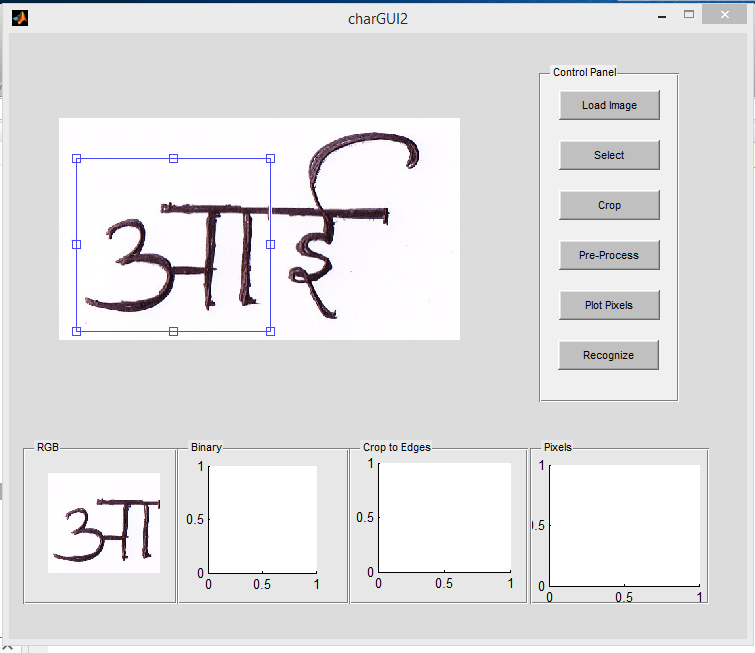 charGUI2
Control Panel
Load Image
Select
Crop
Pre-Process
Plot Pixels
Recognize
आई
RGB
आ
Binary
1
0.5
0
0 0.5 1
Crop to Edges
1
0.5
0
0 0.5 1
Pixels
1
).5
0
0 0.5 1